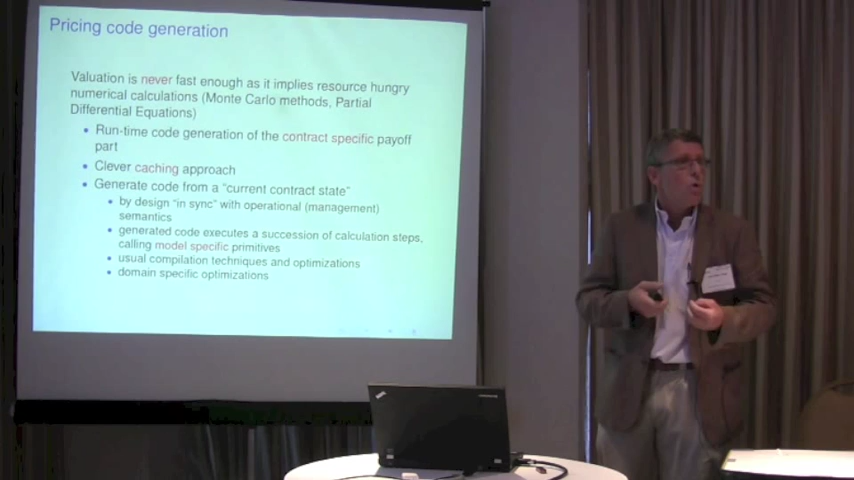 Pricing code generation
Valuation is never fast enough as it implies resource hungry
numerical calculations (Monte Carlo methods, Partial
Differential Equations)
Run-time code generation of the contract specific payoff
part
Clever caching approach
Generate code from a “current contract state”
by design “in sync” with operational (management)
semantics
generated code executes a succession of calculation steps,
calling model specific primitives
usual compilation techniques and optimizations
domain specific optimizations